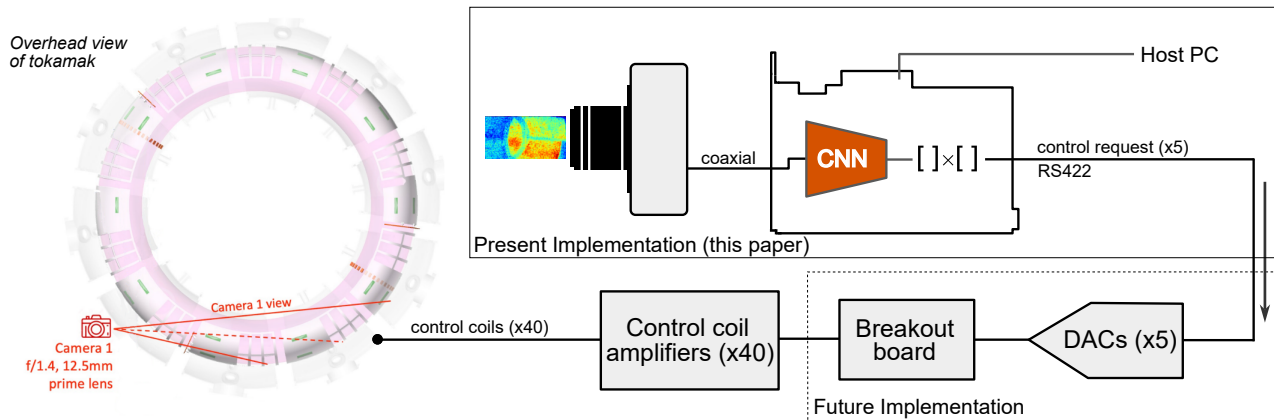 Overhead view
of tokamak
Camera 1 view
Camera 1
f/1.4, 12.5mm
prime lens
Host PC
coaxial
CNN
[ ]×[ ]
control request (x5)
RS422
Present Implementation (this paper)
control coils (x40)
Control coil
amplifiers (x40)
Breakout
board
DACs (x5)
Future Implementation